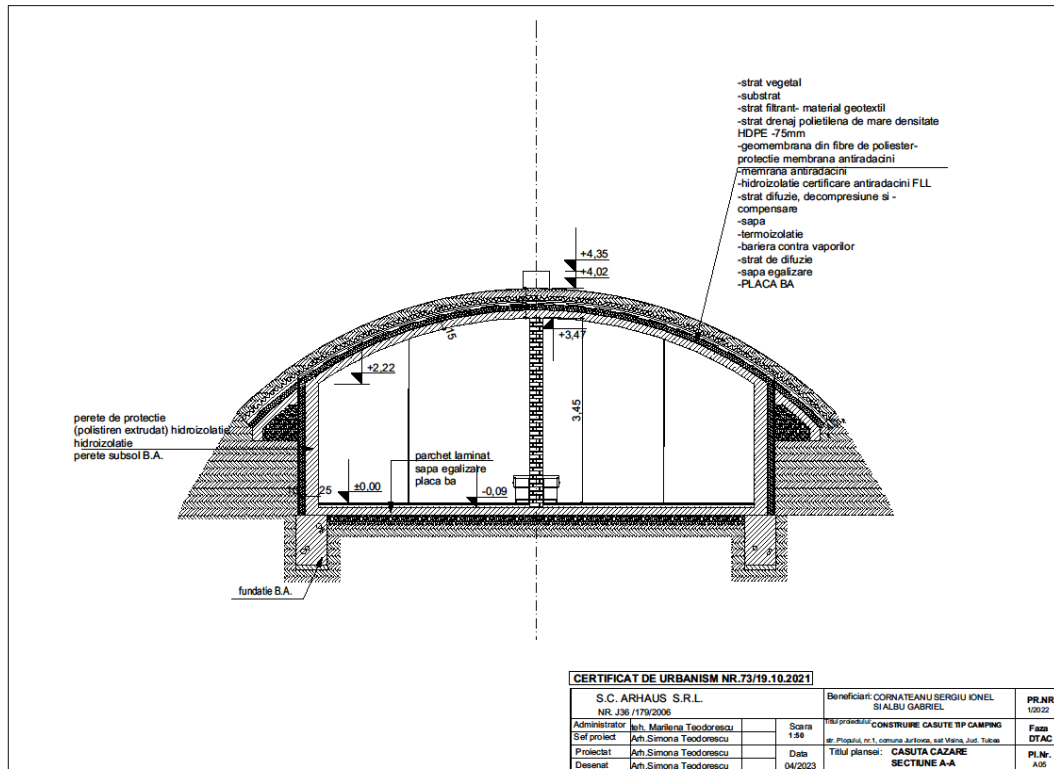 -strat vegetal
-substrat
-strat filtrant- material geotextil
-strat drenaj polietilena de mare densitate
HDPE -75mm
-geomembrana din fibre de poliester-
protectie membrana antiradacini
-memrana antiradacini
-hidroizolatie certificare antiradacini FLL
-strat difuzie, decompresiune si -
compensare
-sapa
-termoizolatie
-bariera contra vaporilor
-strat de difuzie
-sapa egalizare
-PLACA BA
+4,35
+4,02
+3,47
15
+2,22
3,45
perete de protectie
(polistiren extrudat) hidroizolatie
hidroizolatie
perete subsol B.A.
parchet laminat
sapa egalizare
placa ba
25
±0,00
-0,09
fundatie B.A.
CERTIFICAT DE URBANISM NR.73/19.10.2021
S.C. ARHAUS S.R.L.
NR. J36 /179/2006
Beneficiari: CORNATEANU SERGIU IONEL
SI ALBU GABRIEL
PR.NR
1/2022
Administrator teh. Marilena Teodorescu
Sef proiect Arh.Simona Teodorescu
Scara
1:50
Titlul proiectului: CONSTRUIRE CASUTE TIP CAMPING
str. Plopului, nr.1, comuna Jurilovca, sat Visina, Jud. Tulcea
Faza
DTAC
Proiectat Arh.Simona Teodorescu
Desenat Arh.Simona Teodorescu
Data
04/2023
Titlul plansei: CASUTA CAZARE
SECTIUNE A-A
Pl.Nr.
A05